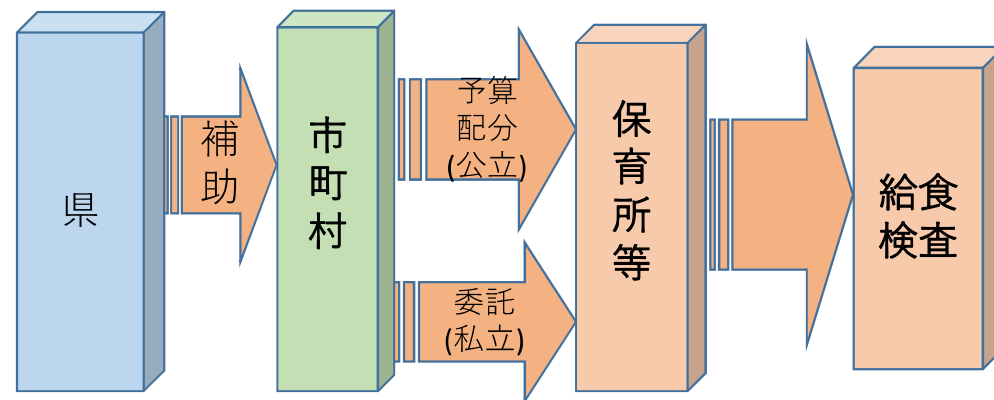 県
補助
市町村
予算
配分
(公立)
委託
(私立)
保育所等
給食
検査